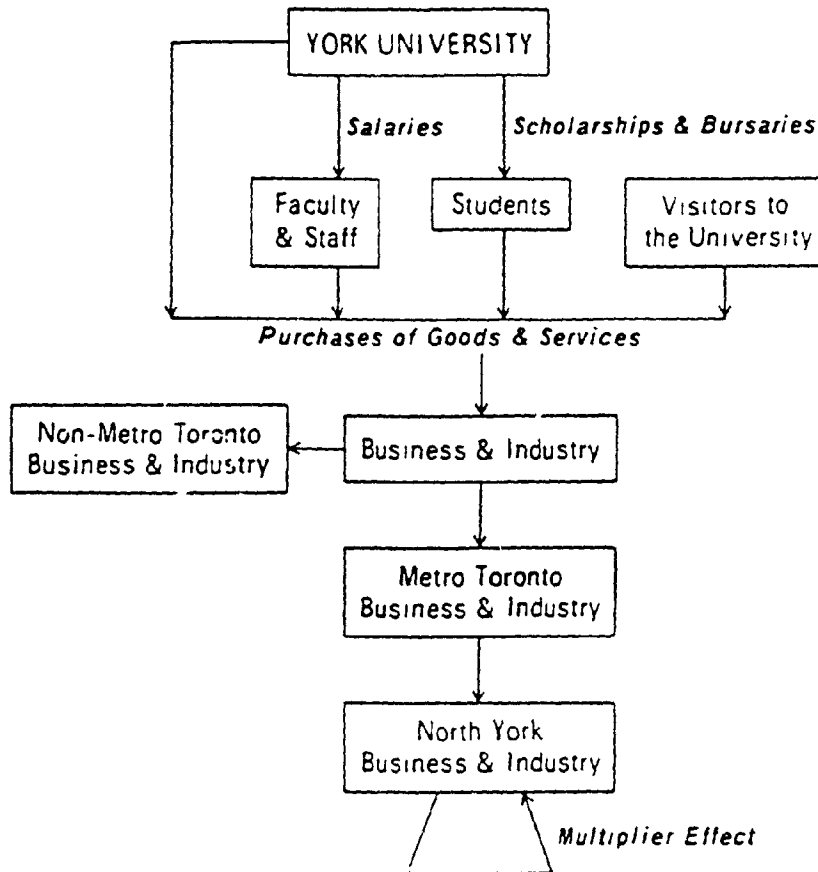 YORK UNIVERSITY
Salaries
Scholarships & Bursaries
Faculty
& Staff
Students
Visitors to
the University
Purchases of Goods & Services
Non-Metro Toronto
Business & Industry
Business & Industry
Metro Toronto
Business & Industry
North York
Business & Industry
Multiplier Effect